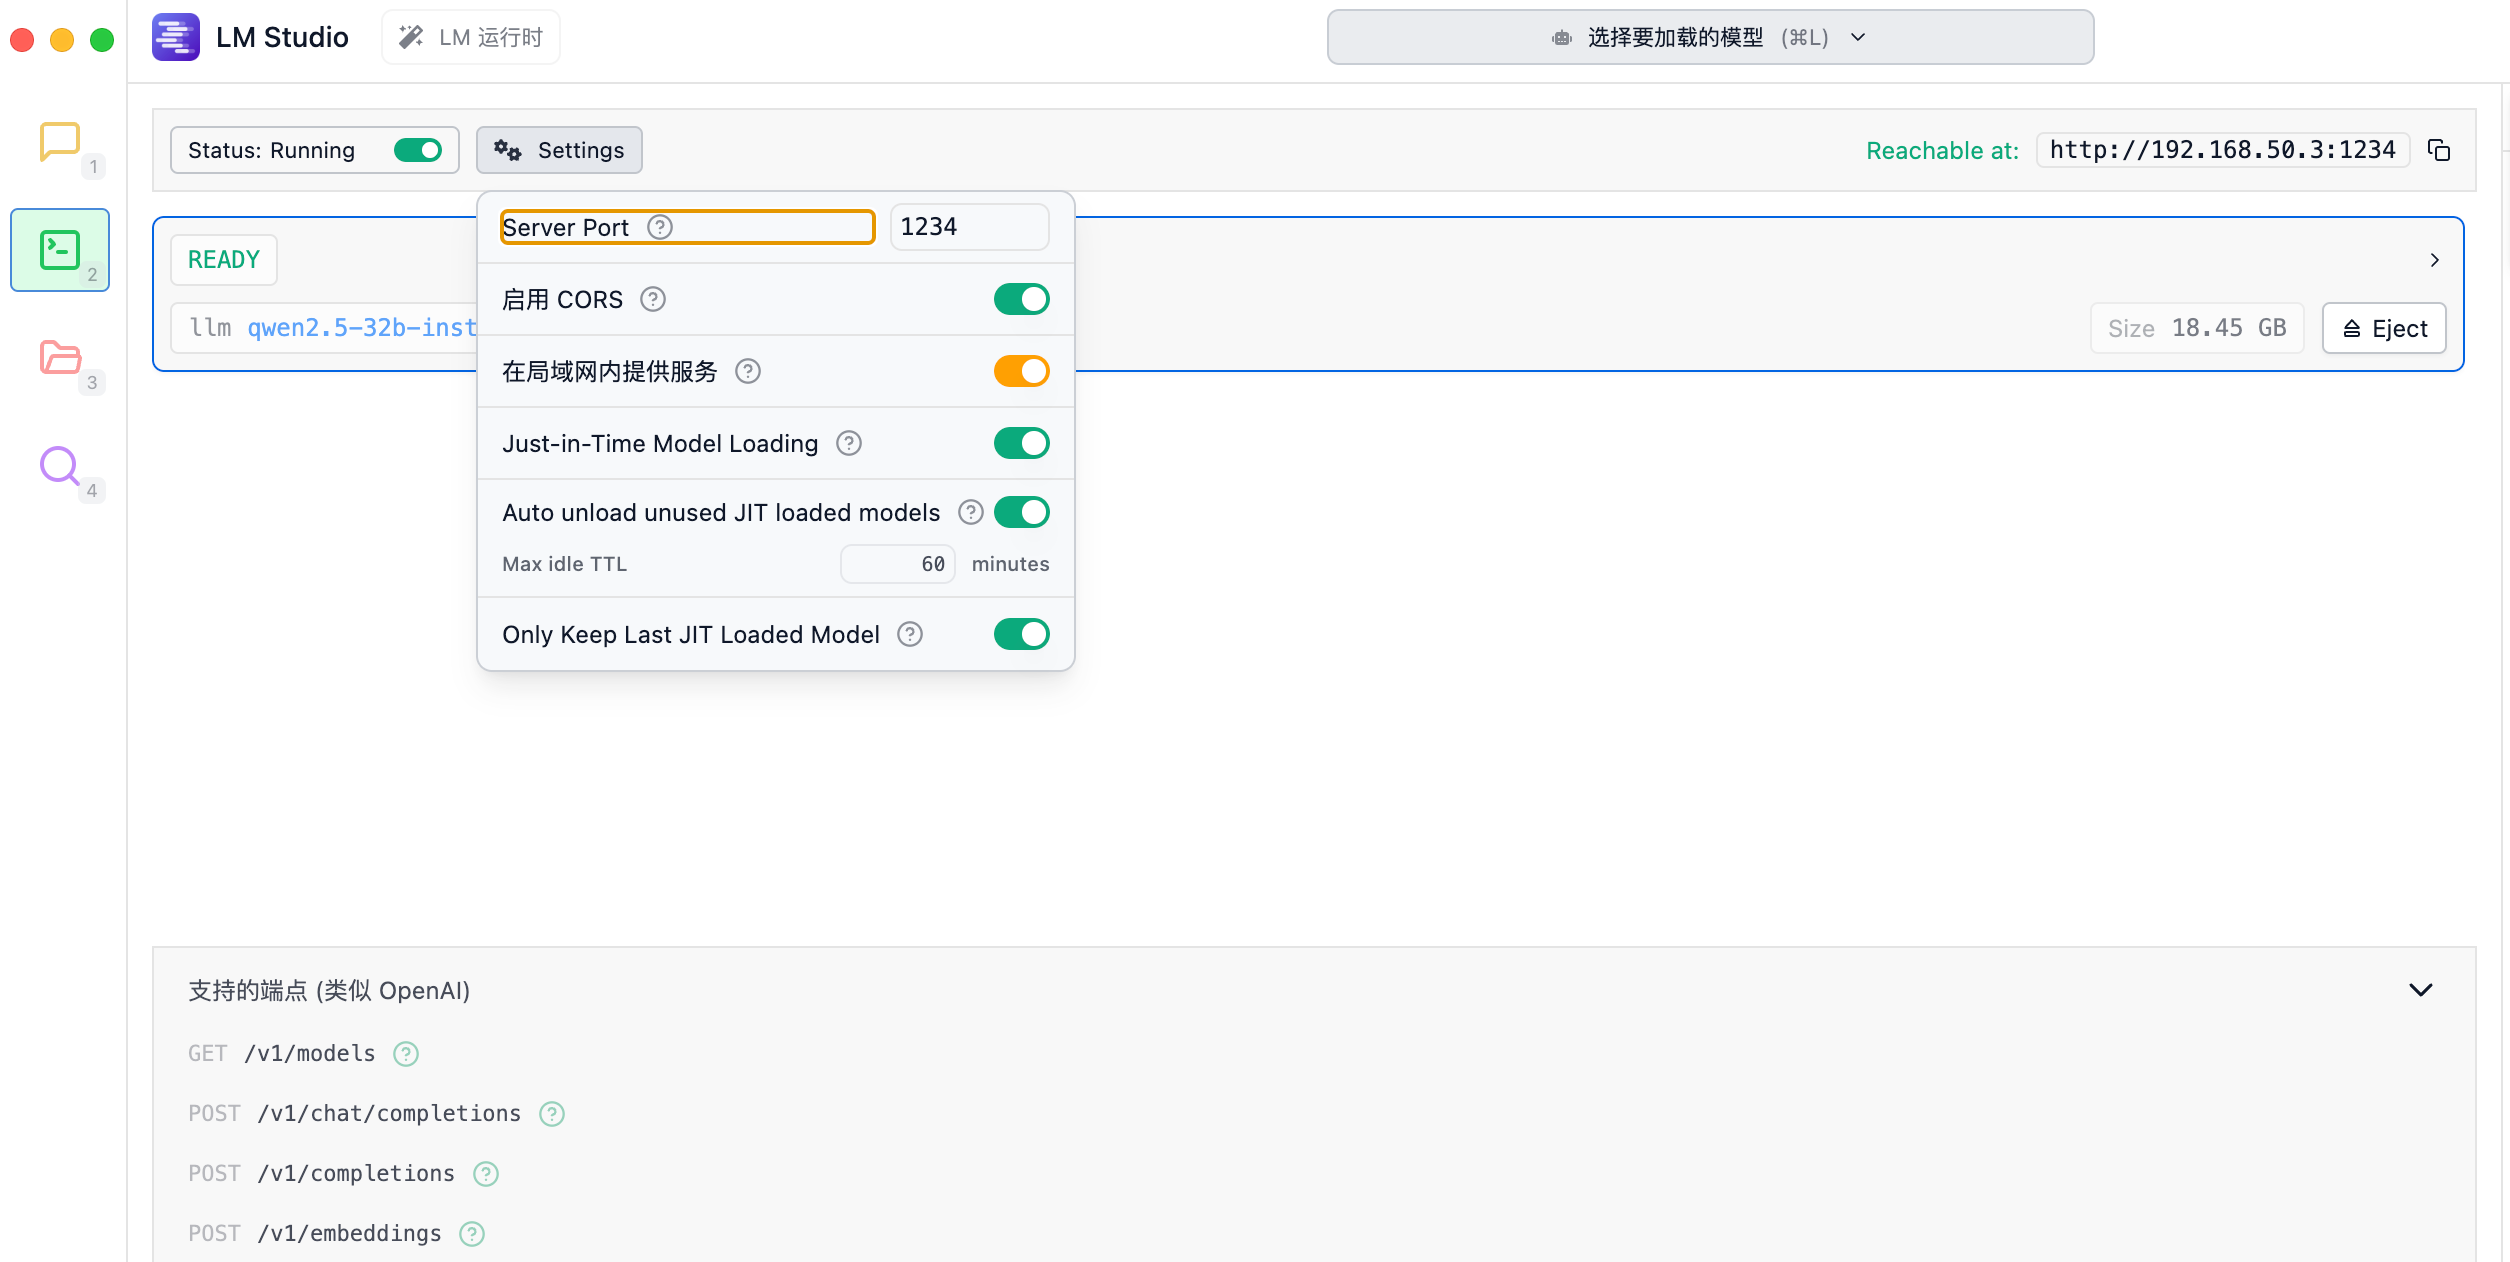 LM Studio
LM 运行时
选择要加载的模型 (⌘L)
1
2
3
4
Status: Running
Settings
Reachable at: http://192.168.50.3:1234
Server Port 1234
启用 CORS
在局域网内提供服务
Just-in-Time Model Loading
Auto unload unused JIT loaded models
Max idle TTL 60 minutes
Only Keep Last JIT Loaded Model
READY
llm qwen2.5-32b-inst
Size 18.45 GB
Eject
支持的端点 (类似 OpenAI)
GET /v1/models
POST /v1/chat/completions
POST /v1/completions
POST /v1/embeddings